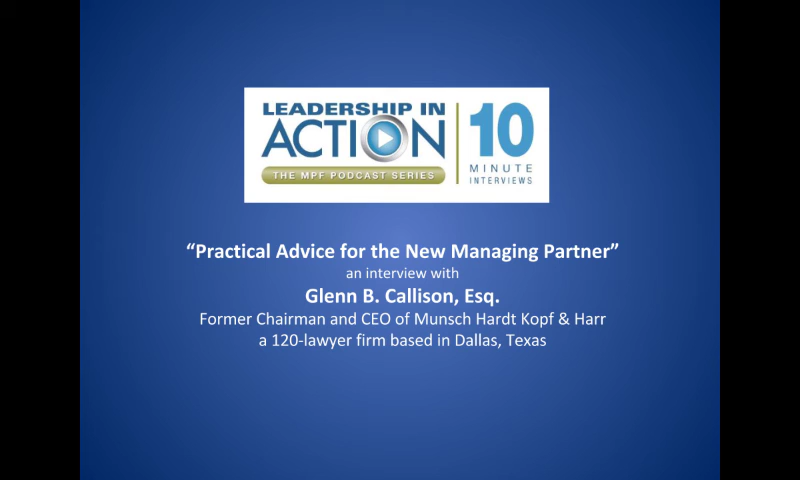 LEADERSHIP IN
ACTION
THE MPF PODCAST SERIES
10
MINUTE
INTERVIEWS
“Practical Advice for the New Managing Partner”
an interview with
Glenn B. Callison, Esq.
Former Chairman and CEO of Munsch Hardt Kopf & Harr
a 120-lawyer firm based in Dallas, Texas